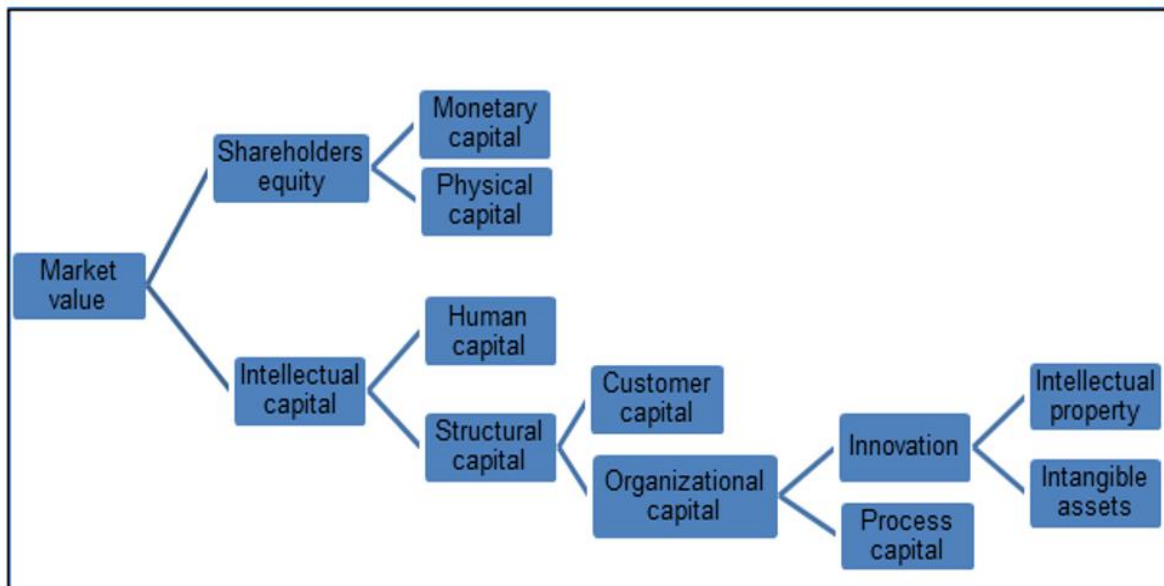 Market
value
Shareholders
equity
Monetary
capital
Physical
capital
Intellectual
capital
Human
capital
Structural
capital
Customer
capital
Organizational
capital
Innovation
Process
capital
Intellectual
property
Intangible
assets